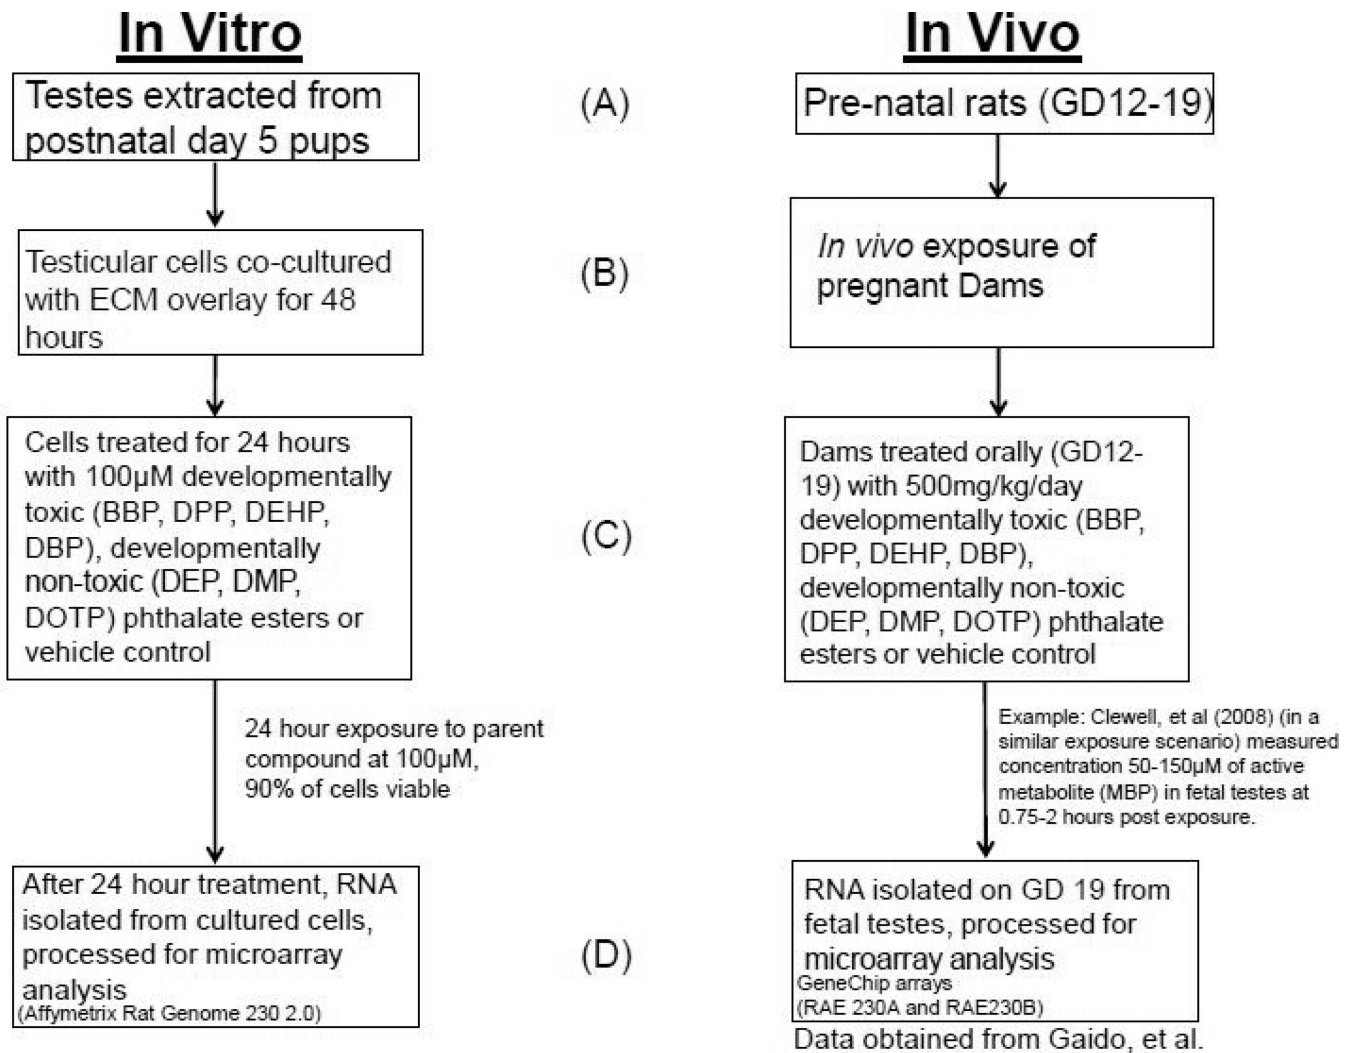 In Vitro
Testes extracted from
postnatal day 5 pups
Testicular cells co-cultured
with ECM overlay for 48
hours
Cells treated for 24 hours
with 100µM developmentally
toxic (BBP, DPP, DEHP,
DBP), developmentally
non-toxic (DEP, DMP,
DOTP) phthalate esters or
vehicle control
24 hour exposure to parent
compound at 100µM,
90% of cells viable
After 24 hour treatment, RNA
isolated from cultured cells,
processed for microarray
analysis
(Affymetrix Rat Genome 230 2.0)
(A)
(B)
(C)
(D)
In Vivo
Pre-natal rats (GD12-19)
In vivo exposure of
pregnant Dams
Dams treated orally (GD12-
19) with 500mg/kg/day
developmentally toxic (BBP,
DPP, DEHP, DBP),
developmentally non-toxic
(DEP, DMP, DOTP) phthalate
esters or vehicle control
Example: Clewell, et al (2008) (in a
similar exposure scenario) measured
concentration 50-150µM of active
metabolite (MBP) in fetal testes at
0.75-2 hours post exposure.
RNA isolated on GD 19 from
fetal testes, processed for
microarray analysis
GeneChip arrays
(RAE 230A and RAE230B)
Data obtained from Gaido, et al.